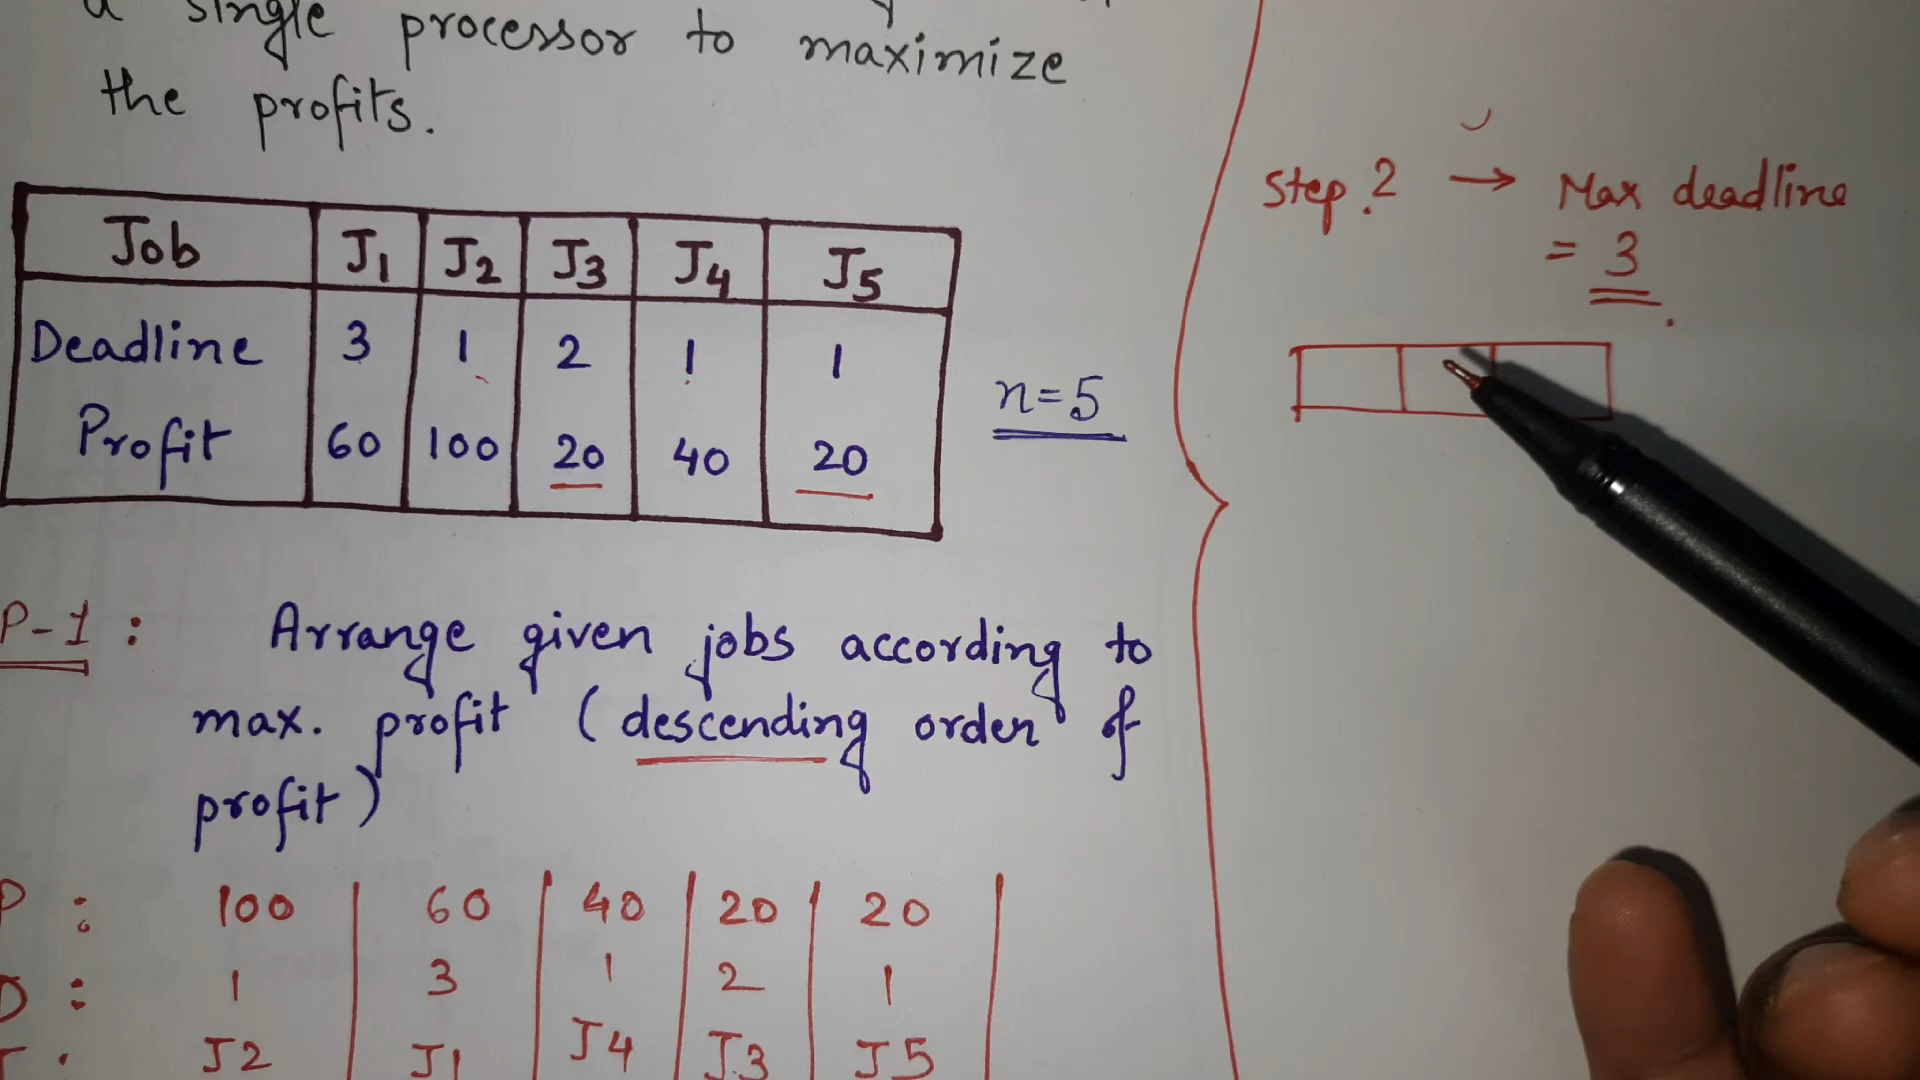 a single processor to maximize
the profits.
Job J1 J2 J3 J4 J5
Deadline 3 1 2 1 1
Profit 60 100 20 40 20
n=5
P-1 : Arrange given jobs according to
max. profit (descending order of
profit)
P : 100 60 40 20 20
D : 1 3 1 2 1
J2 J1 J4 J3 J5
Step.2 → Max deadline
= 3.